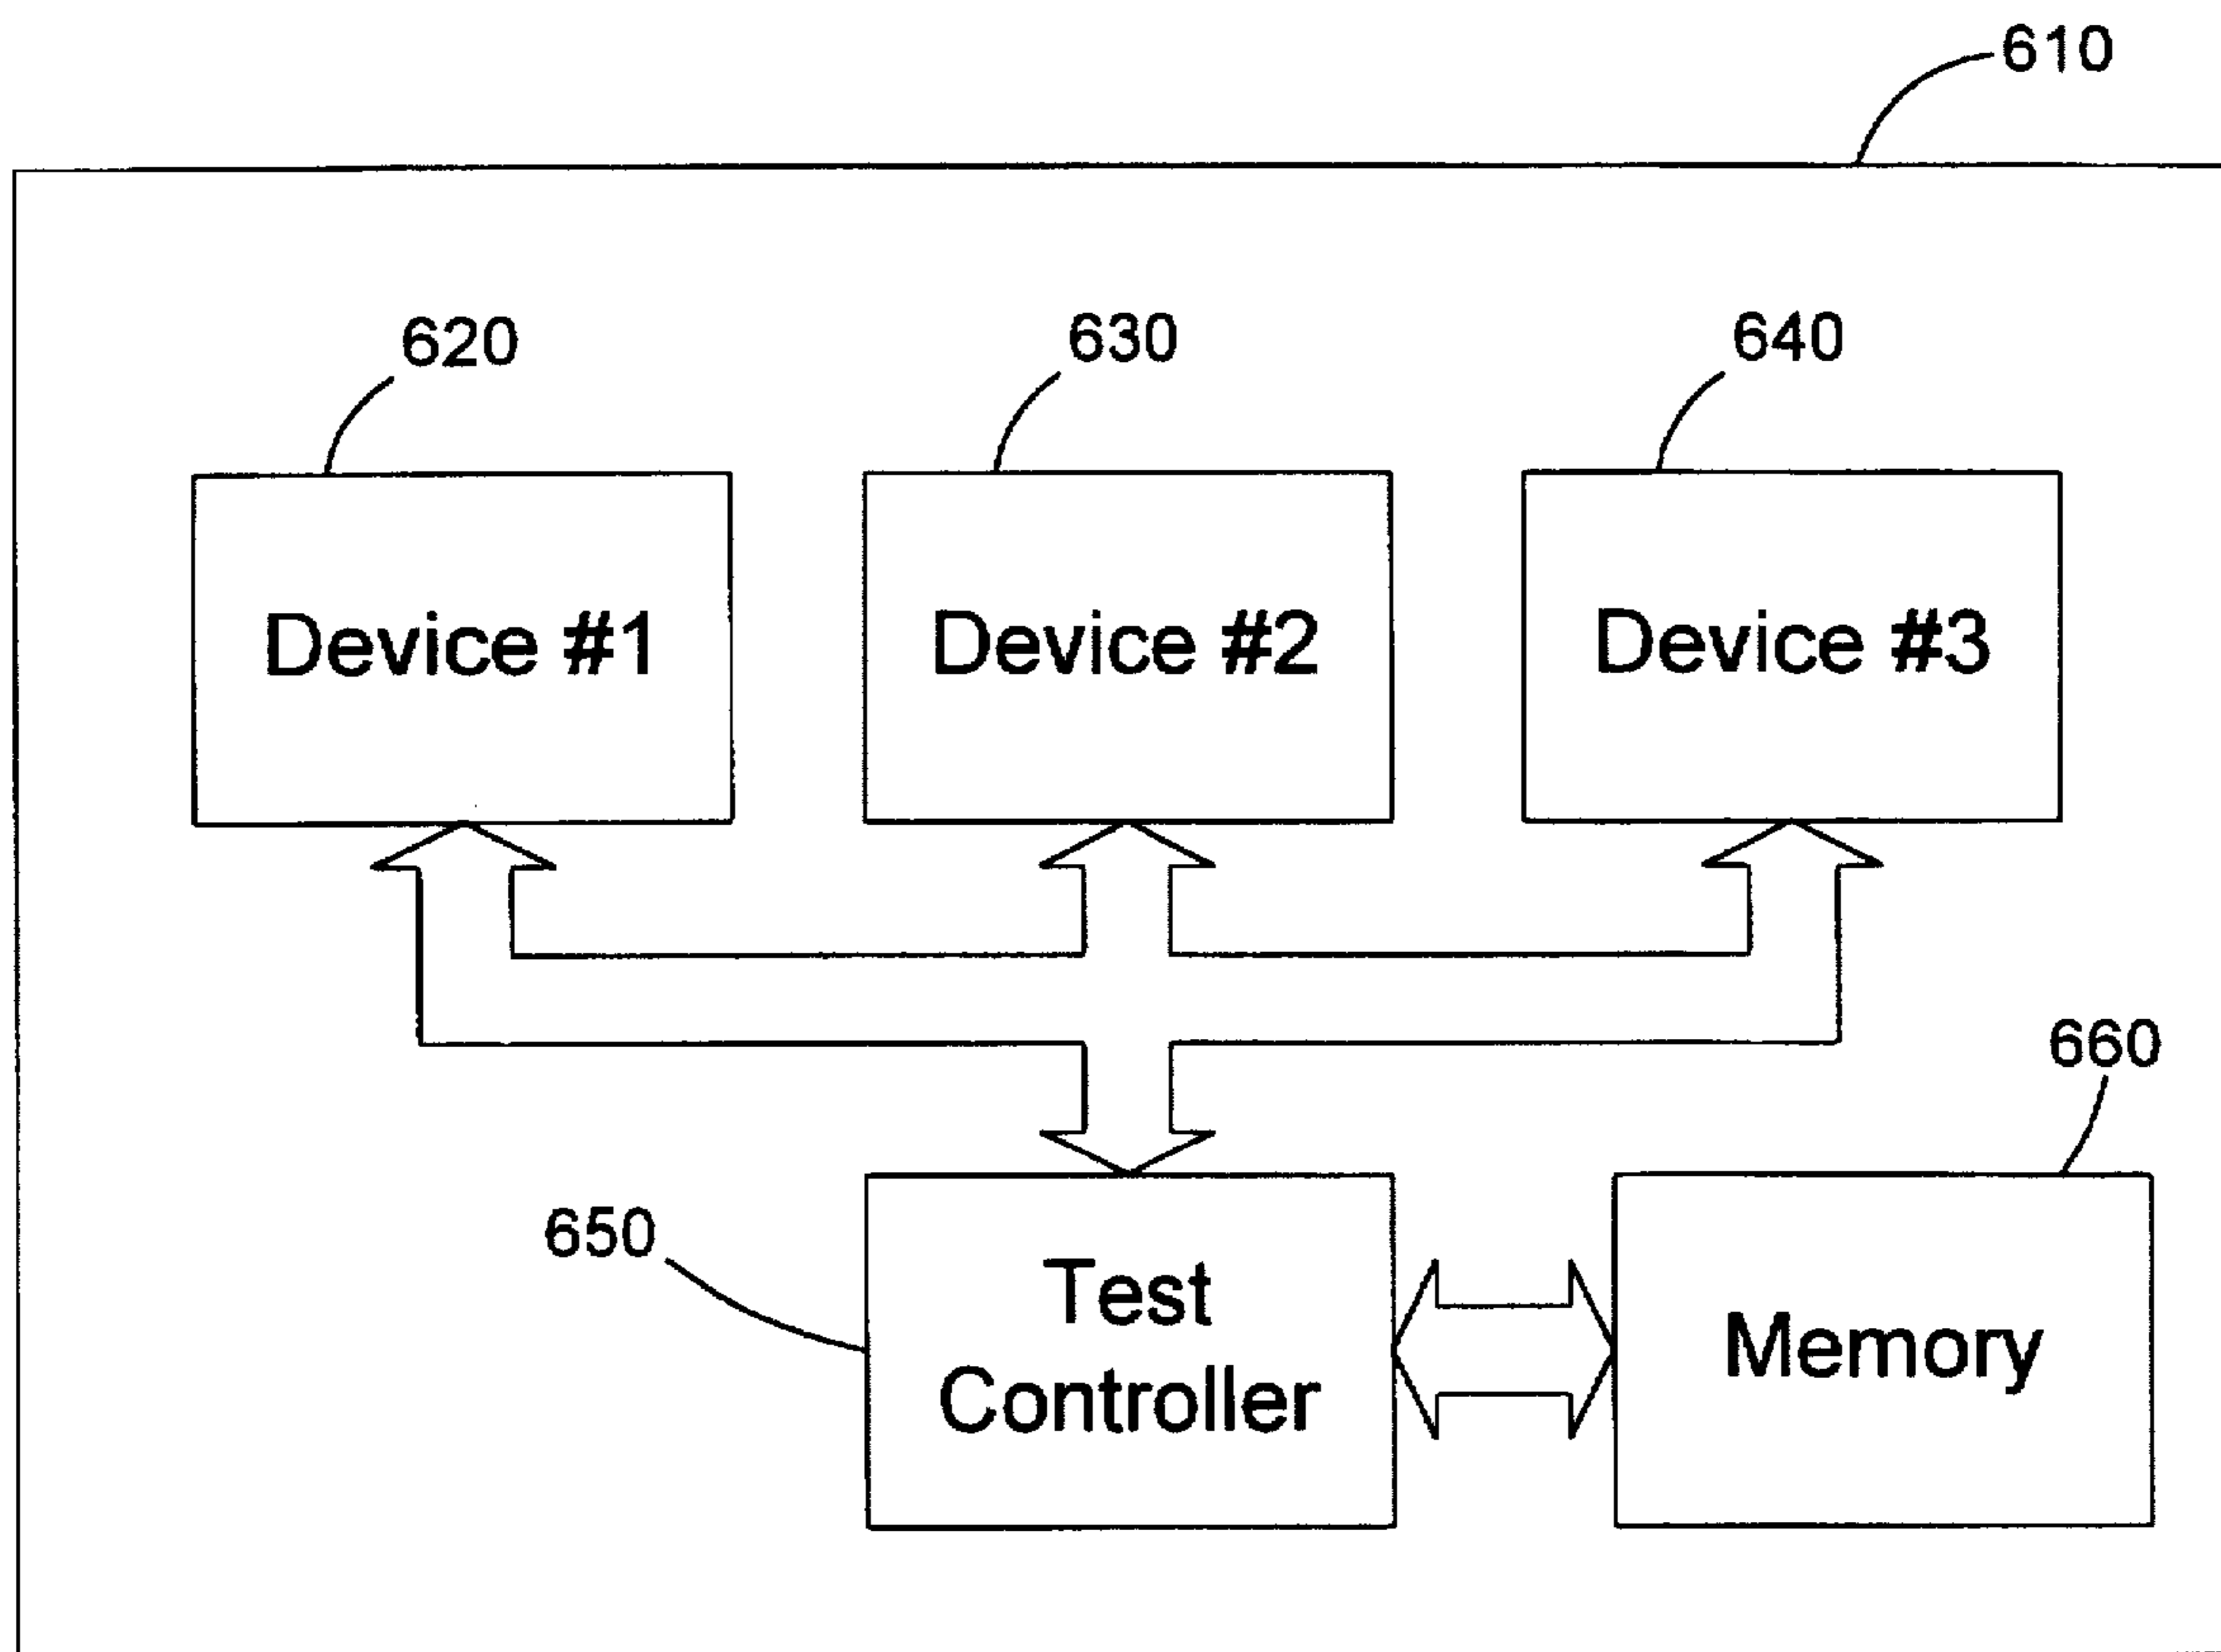 610
620
630
640
Device #1
Device #2
Device #3
660
650
Test
Controller
Memory